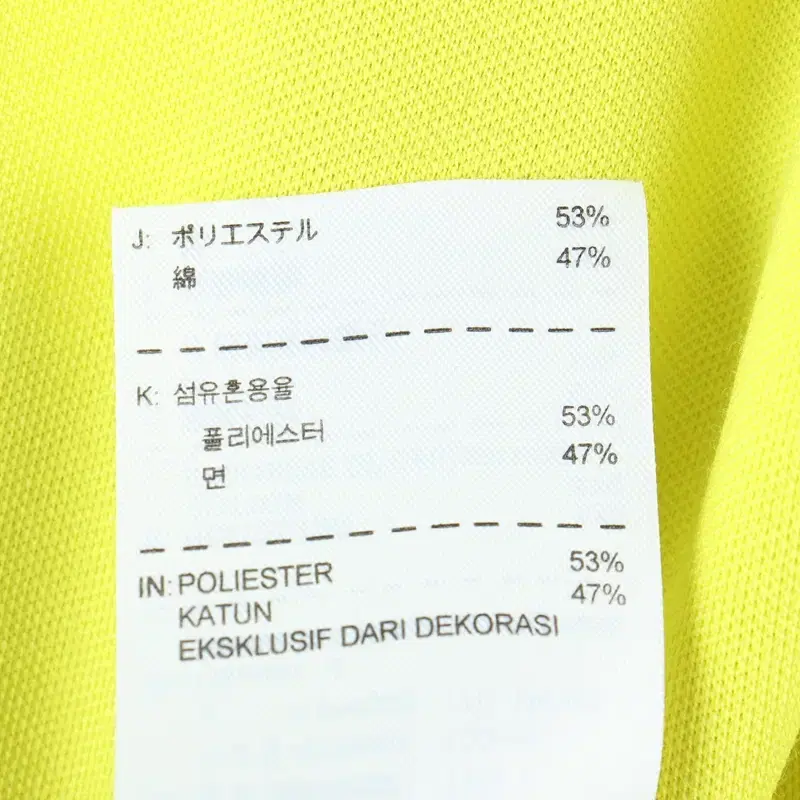 J: ポリエステル 53%
綿 47%
K: 섬유혼용율
폴리에스터 53%
면 47%
IN: POLIESTER 53%
KATUN 47%
EKSKLUSIF DARI DEKORASI